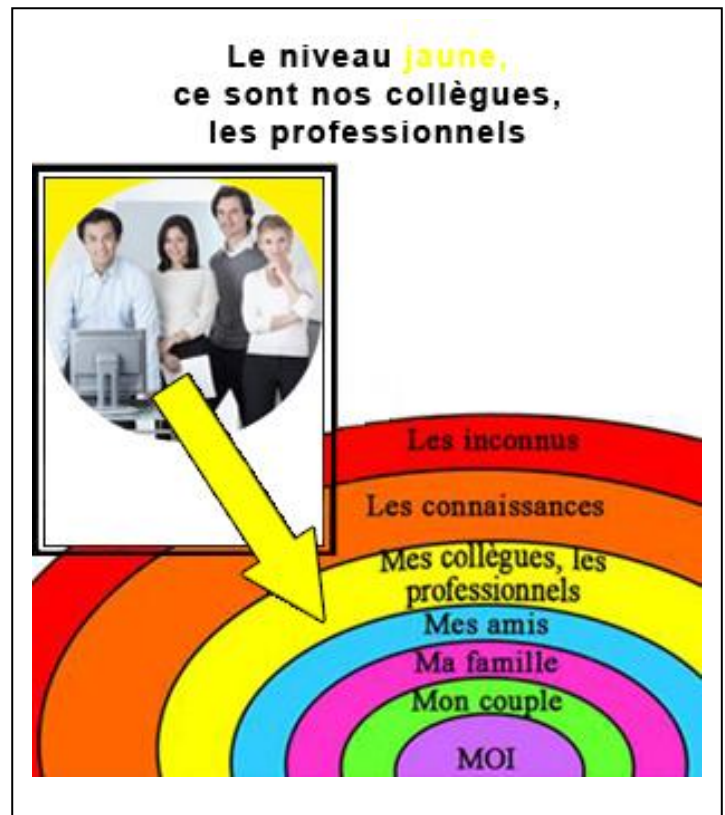 Le niveau jaune,
ce sont nos collègues,
les professionnels
Les inconnus
Les connaissances
Mes collègues, les
professionnels
Mes amis
Ma famille
Mon couple
MOI